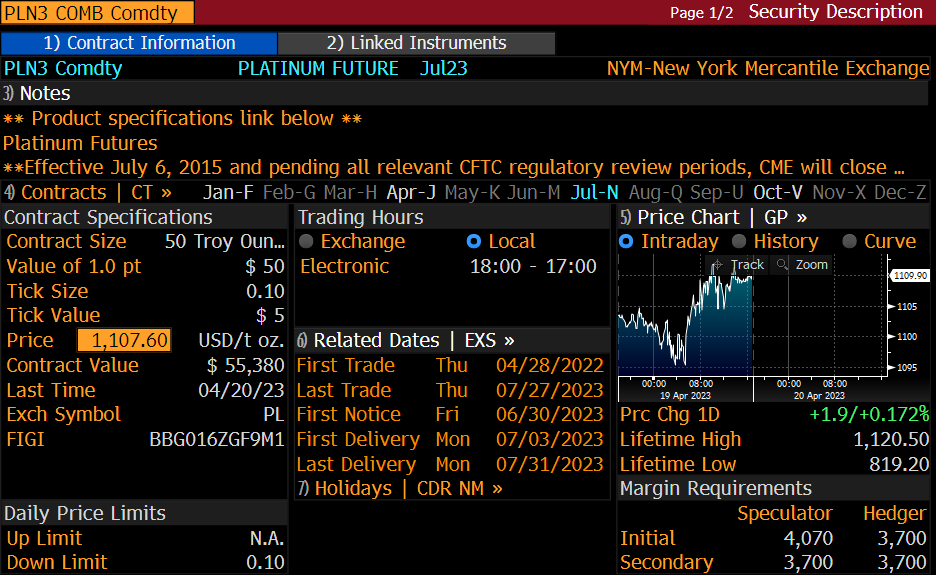 PLN3 COMB Comdty Page 1/2 Security Description
1) Contract Information 2) Linked Instruments
PLN3 Comdty PLATINUM FUTURE Jul23 NYM-New York Mercantile Exchange
3) Notes
** Product specifications link below **
Platinum Futures
**Effective July 6, 2015 and pending all relevant CFTC regulatory review periods, CME will close …
4) Contracts | CT » Jan-F Feb-G Mar-H Apr-J May-K Jun-M Jul-N Aug-Q Sep-U Oct-V Nov-X Dec-Z
Contract Specifications
Contract Size 50 Troy Oun…
Value of 1.0 pt $ 50
Tick Size 0.10
Tick Value $ 5
Price 1,107.60 USD/t oz.
Contract Value $ 55,380
Last Time 04/20/23
Exch Symbol PL
FIGI BBG016ZGF9M1
Daily Price Limits
Up Limit N.A.
Down Limit 0.10
Trading Hours
Exchange Local
Electronic 18:00 - 17:00
6) Related Dates | EXS »
First Trade Thu 04/28/2022
Last Trade Thu 07/27/2023
First Notice Fri 06/30/2023
First Delivery Mon 07/03/2023
Last Delivery Mon 07/31/2023
7) Holidays | CDR NM »
5) Price Chart | GP »
Intraday History Curve
Track Zoom
1109.90
1105
1100
1095
00:00 08:00 00:00 08:00
19 Apr 2023 20 Apr 2023
Prc Chg 1D +1.9/+0.172%
Lifetime High 1,120.50
Lifetime Low 819.20
Margin Requirements
Speculator Hedger
Initial 4,070 3,700
Secondary 3,700 3,700